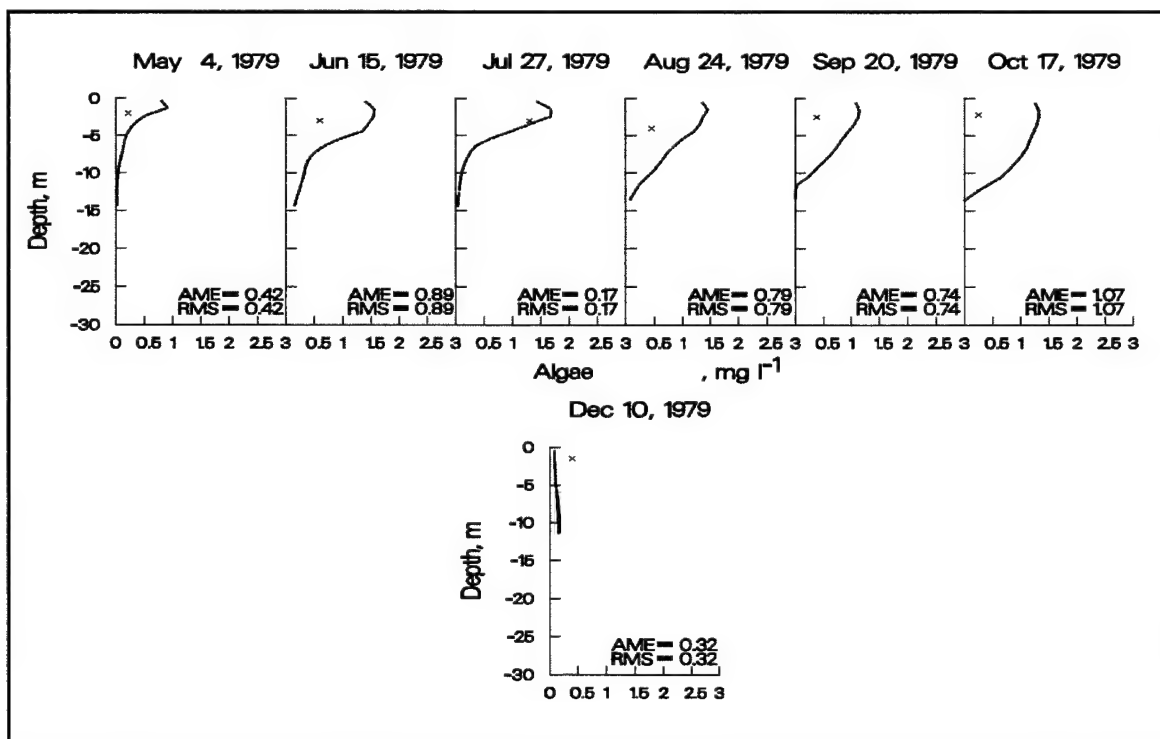 May 4, 1979 Jun 15, 1979 Jul 27, 1979 Aug 24, 1979 Sep 20, 1979 Oct 17, 1979
0
-5
-10
-15
-20
-25
-30
Depth, m
AME = 0.42 AME = 0.89 AME = 0.17 AME = 0.79 AME = 0.74 AME = 1.07
RMS = 0.42 RMS = 0.89 RMS = 0.17 RMS = 0.79 RMS = 0.74 RMS = 1.07
0 0.5 1 1.5 2 2.5 3 0.5 1 1.5 2 2.5 3 0.5 1 1.5 2 2.5 3 0.5 1 1.5 2 2.5 3 0.5 1 1.5 2 2.5 3 0.5 1 1.5 2 2.5 3
Algae , mg l⁻¹
Dec 10, 1979
0
-5
-10
-15
-20
-25
-30
Depth, m
AME = 0.32
RMS = 0.32
0 0.5 1 1.5 2 2.5 3